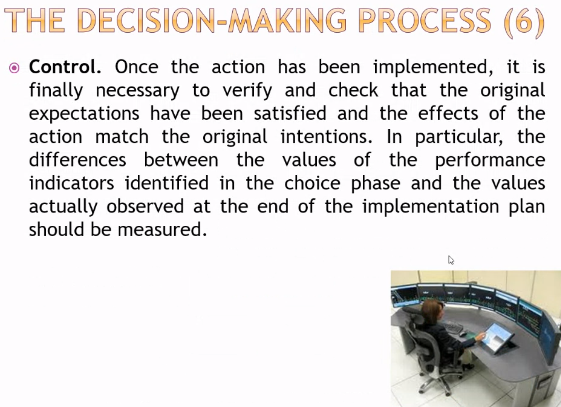 THE DECISION-MAKING PROCESS (6)
Control. Once the action has been implemented, it is
finally necessary to verify and check that the original
expectations have been satisfied and the effects of the
action match the original intentions. In particular, the
differences between the values of the performance
indicators identified in the choice phase and the values
actually observed at the end of the implementation plan
should be measured.